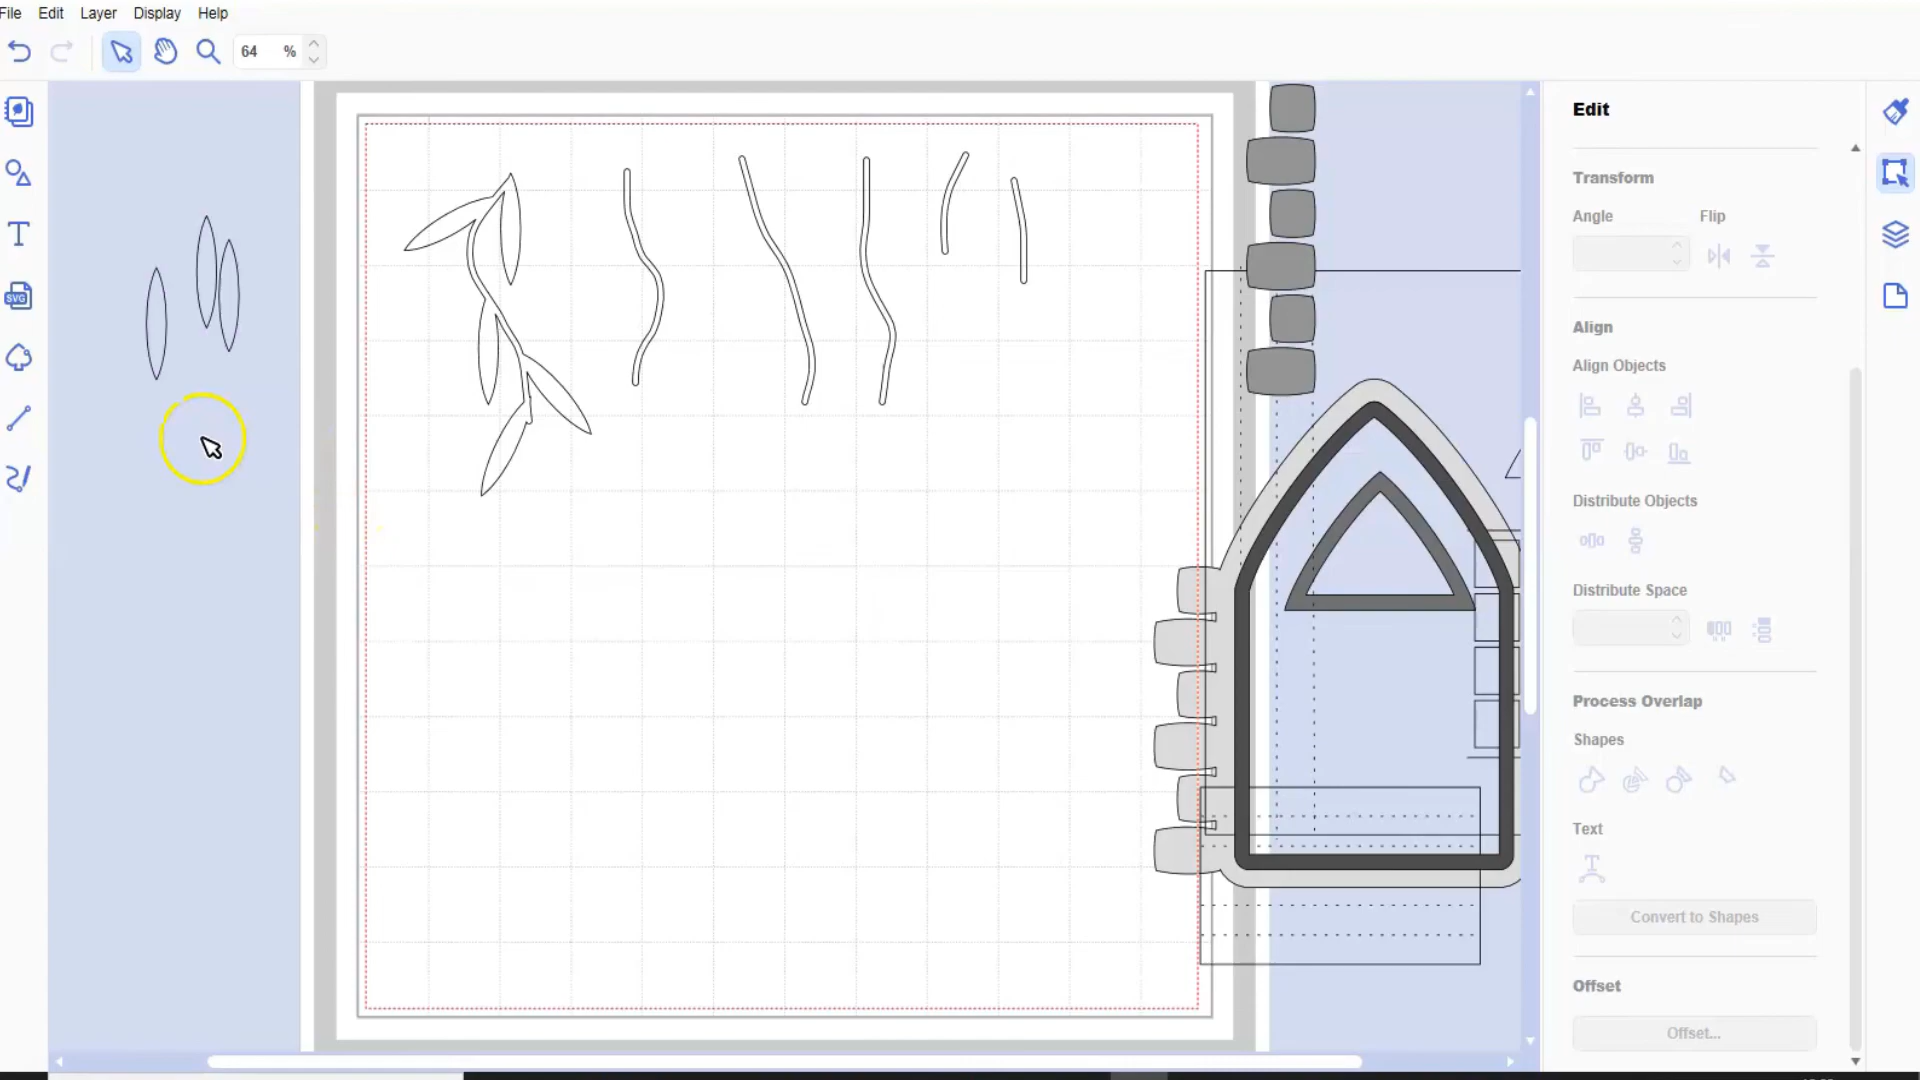 File Edit Layer Display Help
64 %
SVG
Edit
Transform
Angle Flip
Align
Align Objects
Distribute Objects
Distribute Space
Process Overlap
Shapes
Text
Convert to Shapes
Offset
Offset...